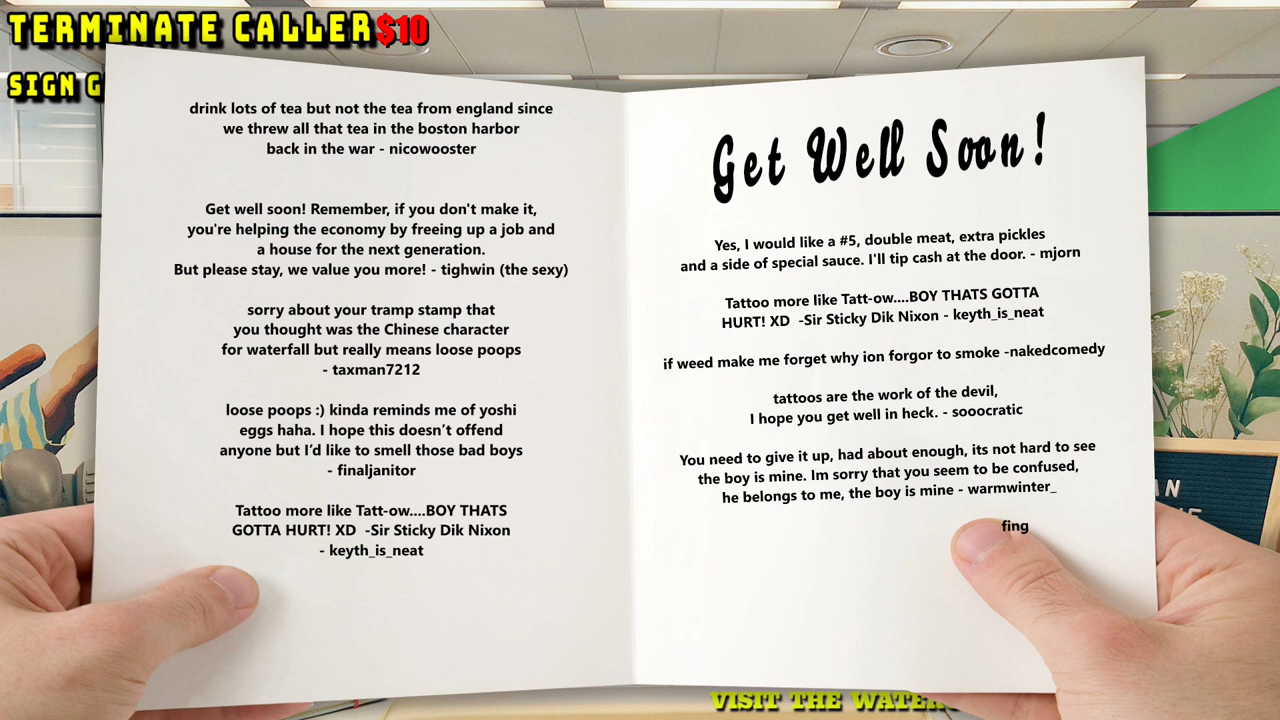 TERMINATE CALLER $10
SIGN G
drink lots of tea but not the tea from england since
we threw all that tea in the boston harbor
back in the war - nicowooster
Get well soon! Remember, if you don't make it,
you're helping the economy by freeing up a job and
a house for the next generation.
But please stay, we value you more! - tighwin (the sexy)
sorry about your tramp stamp that
you thought was the Chinese character
for waterfall but really means loose poops
- taxman7212
loose poops :) kinda reminds me of yoshi
eggs haha. I hope this doesn’t offend
anyone but I’d like to smell those bad boys
- finaljanitor
Tattoo more like Tatt-ow....BOY THATS
GOTTA HURT! XD  -Sir Sticky Dik Nixon
- keyth_is_neat
Get Well Soon!
Yes, I would like a #5, double meat, extra pickles
and a side of special sauce. I'll tip cash at the door. - mjorn
Tattoo more like Tatt-ow....BOY THATS GOTTA
HURT! XD  -Sir Sticky Dik Nixon - keyth_is_neat
if weed make me forget why ion forgor to smoke -nakedcomedy
tattoos are the work of the devil,
I hope you get well in heck. - sooocratic
You need to give it up, had about enough, its not hard to see
the boy is mine. Im sorry that you seem to be confused,
he belongs to me, the boy is mine - warmwinter_
fing
AN
VISIT THE WATER